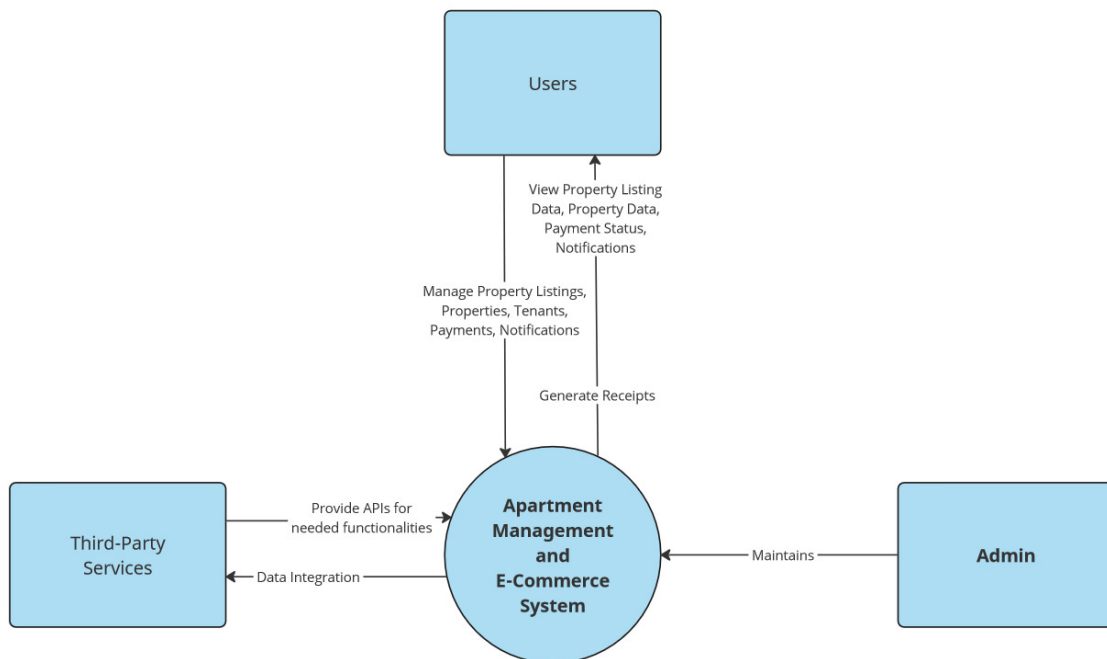 Users
View Property Listing
Data, Property Data,
Payment Status,
Notifications
Manage Property Listings,
Properties, Tenants,
Payments, Notifications
Generate Receipts
Third-Party
Services
Provide APIs for
needed functionalities
Data Integration
Apartment
Management
and
E-Commerce
System
Maintains
Admin